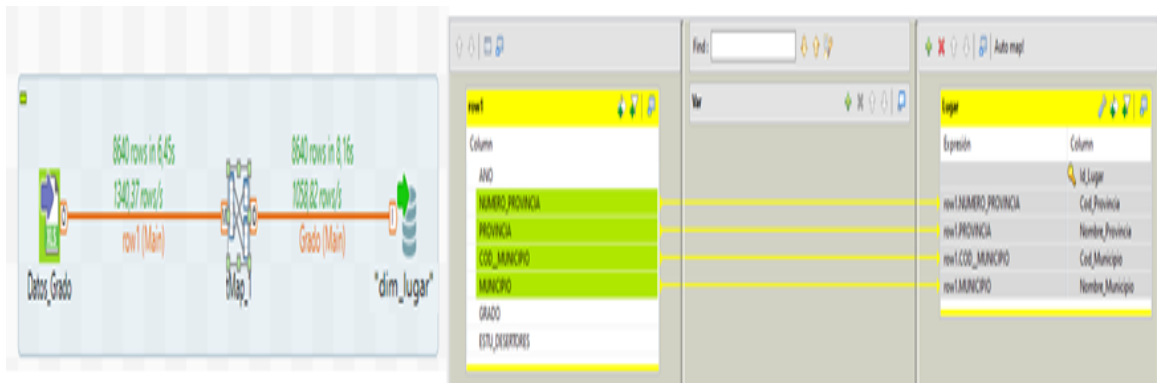 8640 rows in 6,45s
1340,37 rows/s
row1 (Main)
8640 rows in 8,16s
1058,82 rows/s
Grado (Main)
Datos_Grado
tMap_1
"dim_lugar"
row1
Column
ANO
NUMERO_PROVINCIA
PROVINCIA
COD__MUNICIPIO
MUNICIPIO
GRADO
ESTU_DESERTORES
Find:
Var
Auto map!
Lugar
Expresión Column
Id_Lugar
row1.NUMERO_PROVINCIA Cod_Provincia
row1.PROVINCIA Nombre_Provincia
row1.COD__MUNICIPIO Cod_Municipio
row1.MUNICIPIO Nombre_Municipio